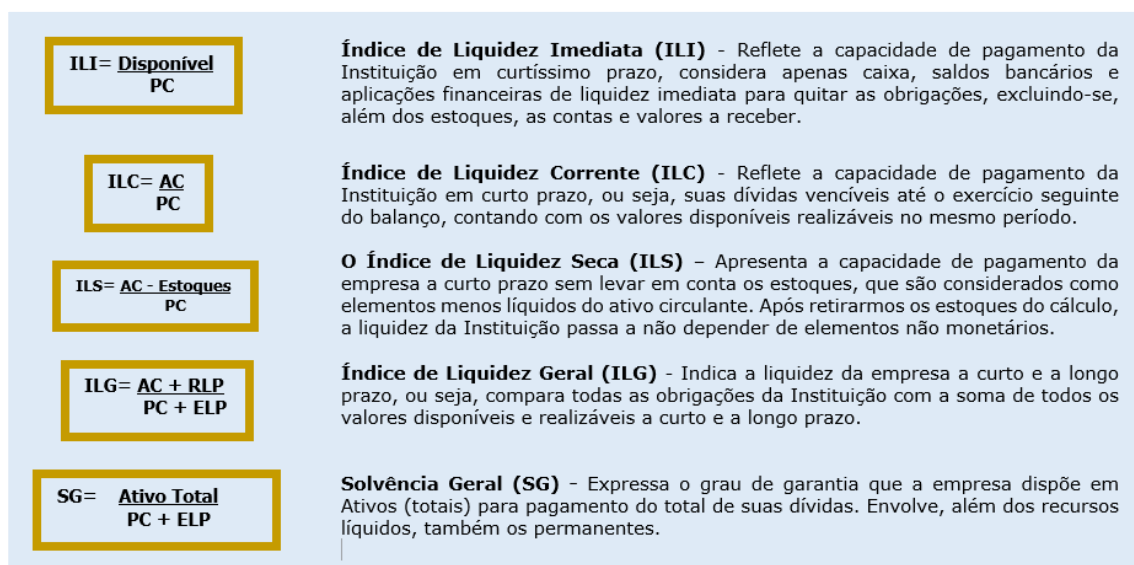 ILI= Disponível
PC
Índice de Liquidez Imediata (ILI) - Reflete a capacidade de pagamento da
Instituição em curtíssimo prazo, considera apenas caixa, saldos bancários e
aplicações financeiras de liquidez imediata para quitar as obrigações, excluindo-se,
além dos estoques, as contas e valores a receber.
ILC= AC
PC
Índice de Liquidez Corrente (ILC) - Reflete a capacidade de pagamento da
Instituição em curto prazo, ou seja, suas dívidas vencíveis até o exercício seguinte
do balanço, contando com os valores disponíveis realizáveis no mesmo período.
ILS= AC - Estoques
PC
O Índice de Liquidez Seca (ILS) – Apresenta a capacidade de pagamento da
empresa a curto prazo sem levar em conta os estoques, que são considerados como
elementos menos líquidos do ativo circulante. Após retirarmos os estoques do cálculo,
a liquidez da Instituição passa a não depender de elementos não monetários.
ILG= AC + RLP
PC + ELP
Índice de Liquidez Geral (ILG) - Indica a liquidez da empresa a curto e a longo
prazo, ou seja, compara todas as obrigações da Instituição com a soma de todos os
valores disponíveis e realizáveis a curto e a longo prazo.
SG= Ativo Total
PC + ELP
Solvência Geral (SG) - Expressa o grau de garantia que a empresa dispõe em
Ativos (totais) para pagamento do total de suas dívidas. Envolve, além dos recursos
líquidos, também os permanentes.